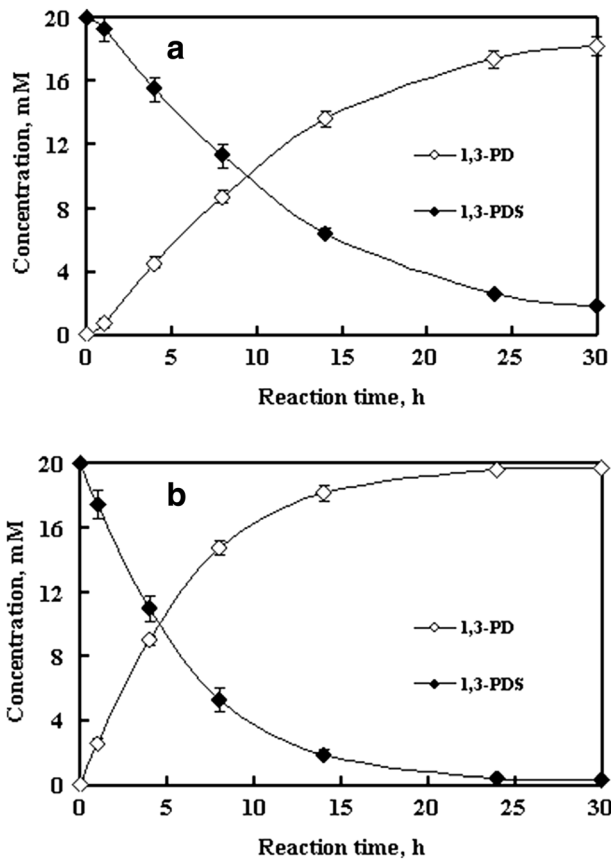 20
a
16
12
1,3-PD
8
1,3-PDS
4
0
0 5 10 15 20 25 30
Concentration, mM
Reaction time, h
20
b
16
12
1,3-PD
8
1,3-PDS
4
0
0 5 10 15 20 25 30
Concentration, mM
Reaction time, h